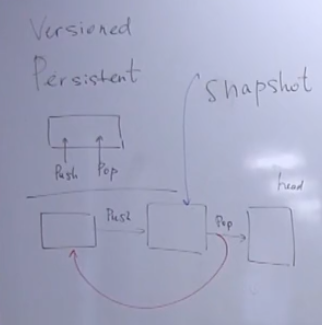 Versioned
Persistent
Snapshot
Push Pop
head
Push Pop